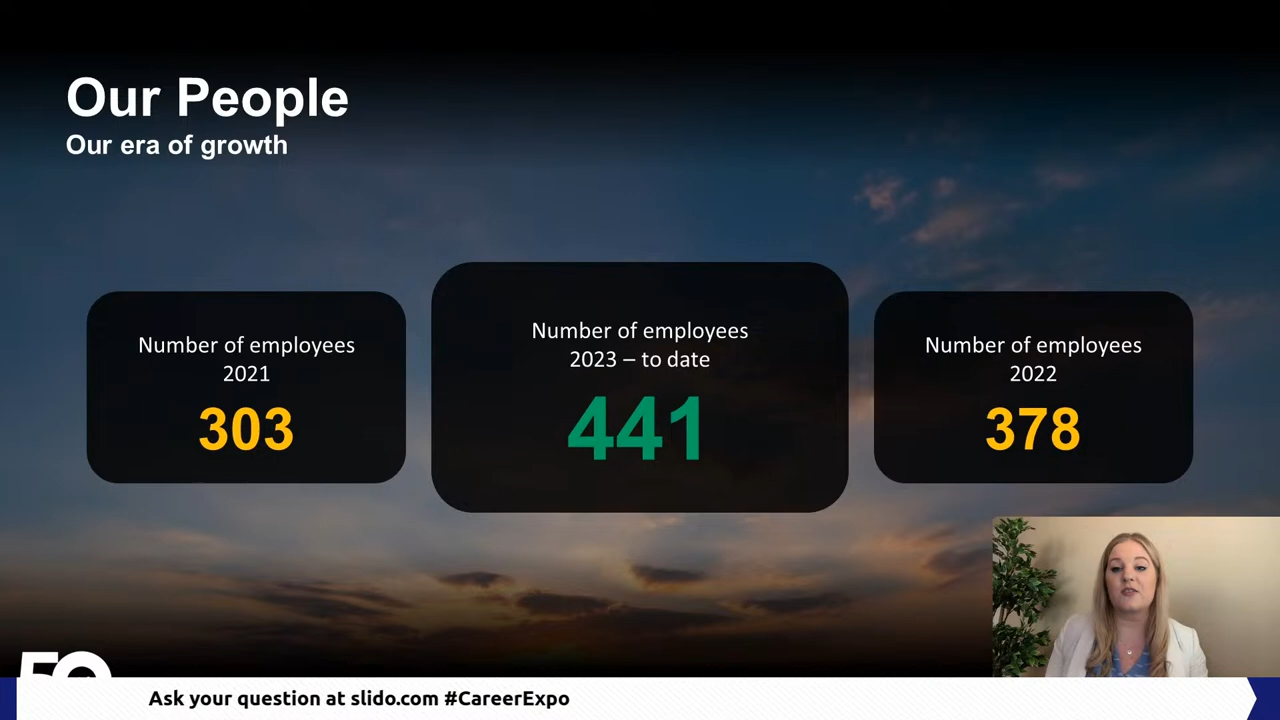 Our People
Our era of growth
Number of employees
2021
303
Number of employees
2023 – to date
441
Number of employees
2022
378
50
Ask your question at slido.com #CareerExpo